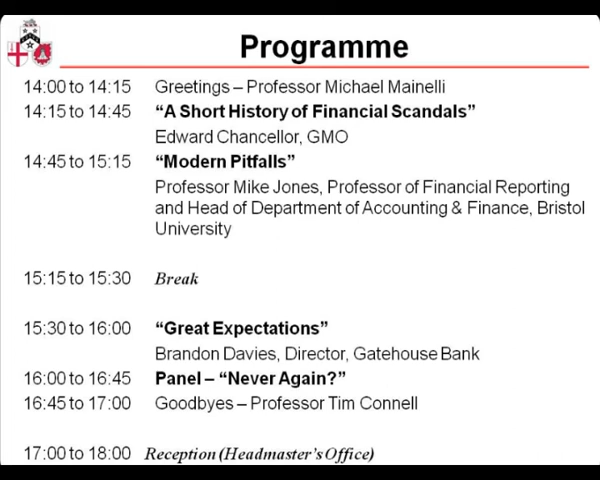 Programme
14:00 to 14:15 Greetings – Professor Michael Mainelli
14:15 to 14:45 “A Short History of Financial Scandals”
Edward Chancellor, GMO
14:45 to 15:15 “Modern Pitfalls”
Professor Mike Jones, Professor of Financial Reporting
and Head of Department of Accounting & Finance, Bristol
University
15:15 to 15:30 Break
15:30 to 16:00 “Great Expectations”
Brandon Davies, Director, Gatehouse Bank
16:00 to 16:45 Panel – “Never Again?”
16:45 to 17:00 Goodbyes – Professor Tim Connell
17:00 to 18:00 Reception (Headmaster’s Office)